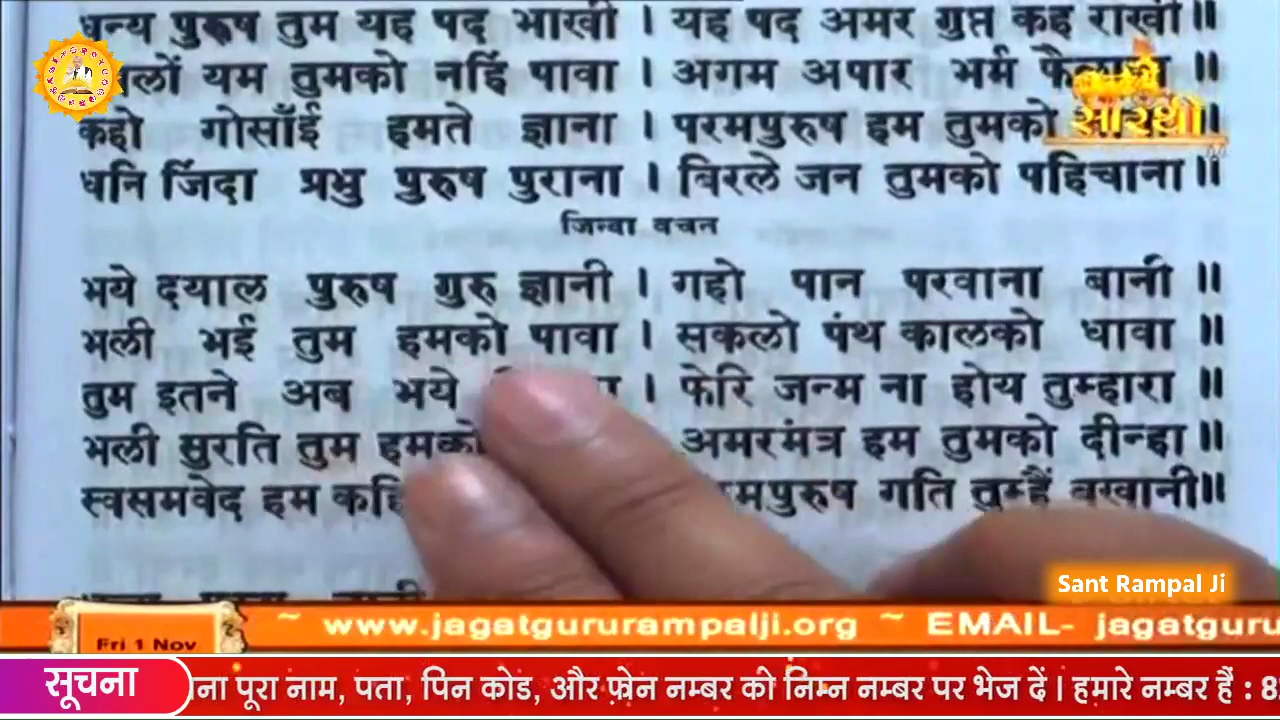 धन्य पुरुष तुम यह पद भाखी । यह पद अमर गुप्त कह राखी ॥
यम तुमको नहिं पावा । अगम अपार भर्म ॥
कहो गोसाँई हमते ज्ञाना । परमपुरुष हम तुमको
सारथी
धनि जिंदा प्रभु पुरुष पुराना । बिरले जन तुमको पहिचाना ॥
जिन्दा वचन
भये दयाल पुरुष गुरु ज्ञानी । गहो पान परवाना बानी ॥
भली भई तुम हमको पावा । सकलो पंथ कालको धावा ॥
तुम इतने अब भये । फेरि जन्म ना होय तुम्हारा ॥
भली सुरति तुम हमको अमरमंत्र हम तुमको दीन्हा ॥
स्वसमवेद हम गति तुम्हैं बखानी॥
Sant Rampal Ji
Fri 1 Nov ~ www.jagatgururampalji.org ~ EMAIL- jagatguru
सूचना पूरा नाम, पता, पिन कोड, और फ़ोन नम्बर को निम्न नम्बर पर भेज दें । हमारे नम्बर हैं : 8